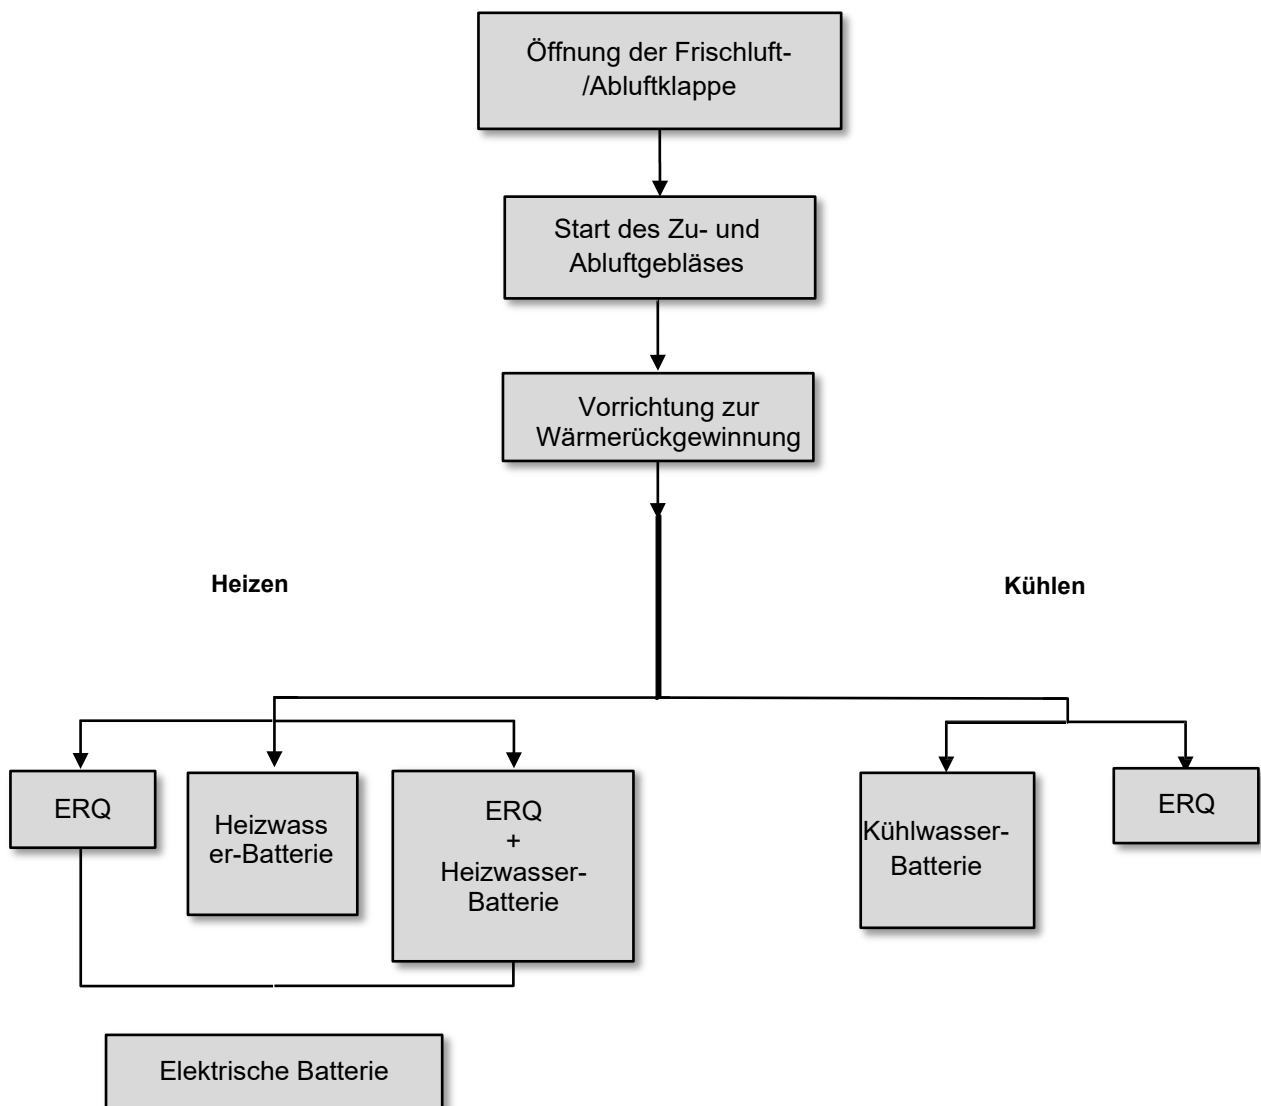 Öffnung der Frischluft-
/Abluftklappe
Start des Zu- und
Abluftgebläses
Vorrichtung zur
Wärmerückgewinnung
Heizen
Kühlen
ERQ
Heizwass
er-Batterie
ERQ
+
Heizwasser-
Batterie
Kühlwasser-
Batterie
ERQ
Elektrische Batterie